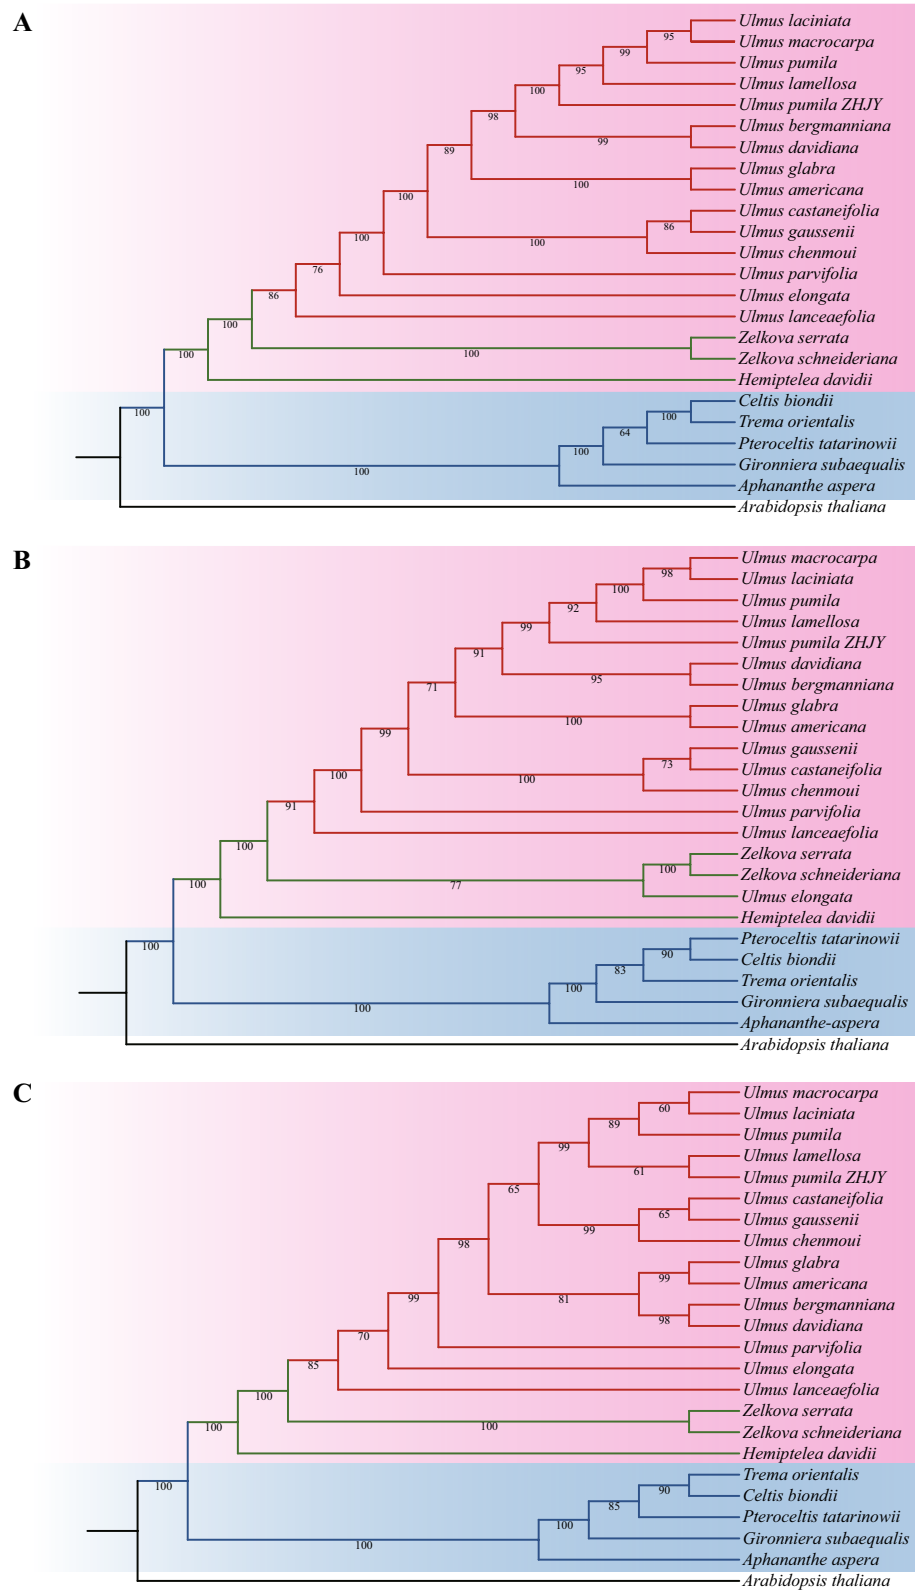 A
Ulmus laciniata
95
Ulmus macrocarpa
99
Ulmus pumila
95
Ulmus lamellosa
100
Ulmus pumila ZHJY
98
Ulmus bergmanniana
99
Ulmus davidiana
89
Ulmus glabra
100
Ulmus americana
100
Ulmus castaneifolia
86
Ulmus gaussenii
100
100
Ulmus chenmoui
76
Ulmus parvifolia
86
Ulmus elongata
100
Ulmus lanceaefolia
Zelkova serrata
100
100
Zelkova schneideriana
Hemiptelea davidii
Celtis biondii
100
100
Trema orientalis
64
Pteroceltis tatarinowii
100
100
Gironniera subaequalis
Aphananthe aspera
Arabidopsis thaliana
B
Ulmus macrocarpa
98
Ulmus laciniata
100
Ulmus pumila
92
Ulmus lamellosa
99
Ulmus pumila ZHJY
91
Ulmus davidiana
95
Ulmus bergmanniana
71
Ulmus glabra
100
Ulmus americana
99
Ulmus gaussenii
73
Ulmus castaneifolia
100
100
Ulmus chenmoui
91
Ulmus parvifolia
Ulmus lanceaefolia
100
Zelkova serrata
100
100
Zelkova schneideriana
77
Ulmus elongata
Hemiptelea davidii
Pteroceltis tatarinowii
100
90
Celtis biondii
83
Trema orientalis
100
100
Gironniera subaequalis
Aphananthe-aspera
Arabidopsis thaliana
C
Ulmus macrocarpa
60
Ulmus laciniata
89
Ulmus pumila
99
Ulmus lamellosa
61
Ulmus pumila ZHJY
65
Ulmus castaneifolia
65
Ulmus gaussenii
99
Ulmus chenmoui
98
Ulmus glabra
99
Ulmus americana
99
81
Ulmus bergmanniana
98
Ulmus davidiana
70
Ulmus parvifolia
85
Ulmus elongata
100
Ulmus lanceaefolia
Zelkova serrata
100
100
Zelkova schneideriana
Hemiptelea davidii
Trema orientalis
100
90
Celtis biondii
85
Pteroceltis tatarinowii
100
100
Gironniera subaequalis
Aphananthe aspera
Arabidopsis thaliana